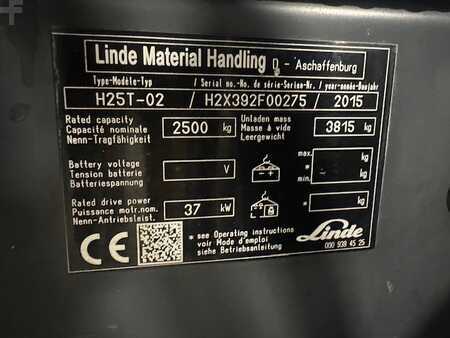 Linde Material Handling D - Aschaffenburg
Type-Modèle-Typ / Serial no.-No. de série-Serien-Nr. / year-année-Baujahr
H25T-02 / H2X392F00275 / 2015
Rated capacity
Capacité nominale 2500 kg
Nenn-Tragfähigkeit
Unladen mass
Masse à vide 3815 kg
Leergewicht
Battery voltage
Tension batterie V
Batteriespannung
max. kg
* - *
min. kg
Rated drive power
Puissance motr.nom. 37 kW
Nenn-Antriebsleist.
* kg
CE
* see Operating instructions
voir Mode d'emploi
siehe Betriebsanleitung
Linde
000 938 45 25